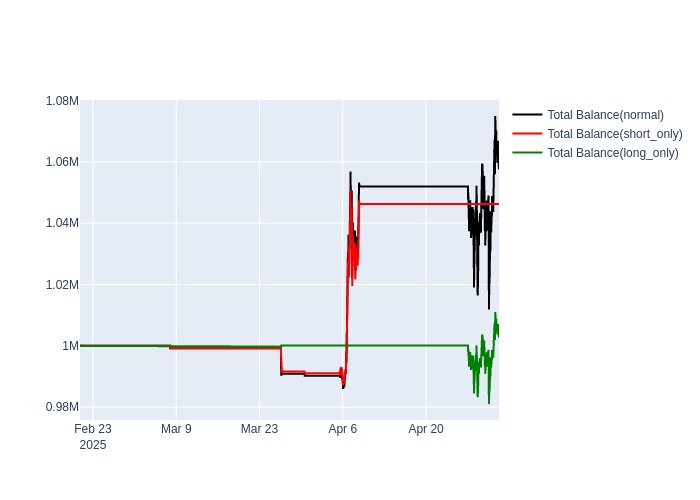 1.08M
1.06M
1.04M
1.02M
1M
0.98M
Feb 23
2025
Mar 9
Mar 23
Apr 6
Apr 20
Total Balance(normal)
Total Balance(short_only)
Total Balance(long_only)